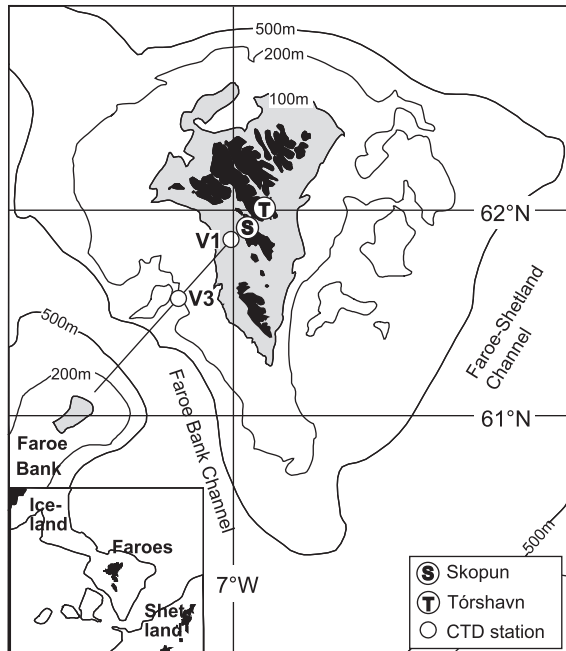 500m
200m
100m
T
62°N
S
V1
V3
500m
Faroe-Shetland
Channel
200m
61°N
Faroe
Bank
Faroe Bank Channel
Ice-
land
Faroes
500m
7°W
Shet-
land
S Skopun
T Tórshavn
CTD station